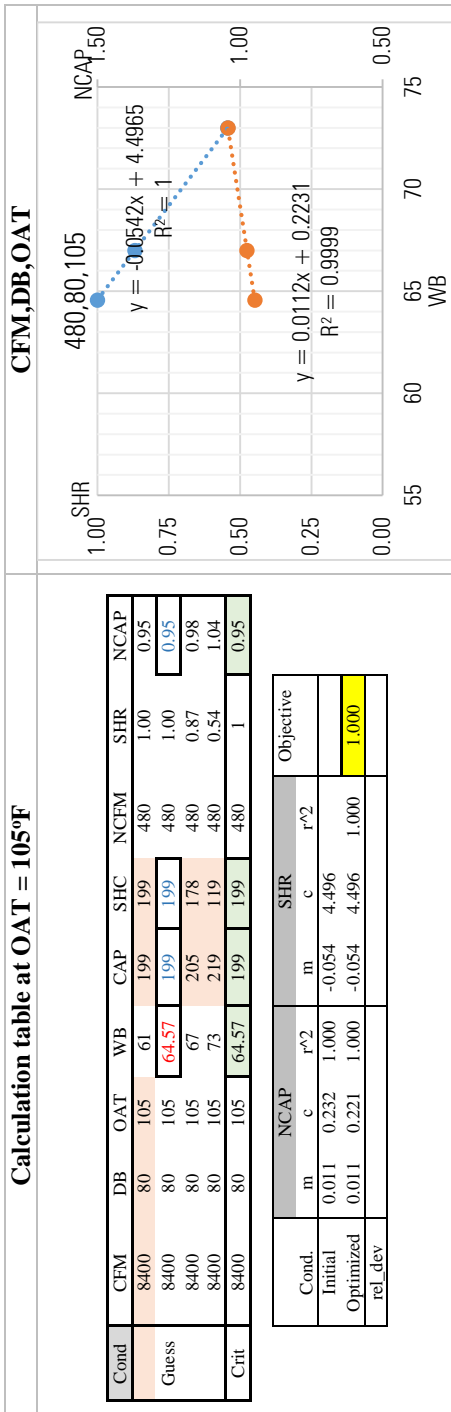 Calculation table at OAT = 105ºF
Cond CFM DB OAT WB CAP SHC NCFM SHR NCAP
8400 80 105 61 199 199 480 1.00 0.95
Guess 8400 80 105 64.57 199 199 480 1.00 0.95
8400 80 105 67 205 178 480 0.87 0.98
8400 80 105 73 219 119 480 0.54 1.04
Crit 8400 80 105 64.57 199 199 480 1 0.95
NCAP SHR Objective
Cond. m c r^2 m c r^2
Initial 0.011 0.232 1.000 -0.054 4.496
Optimized 0.011 0.221 1.000 -0.054 4.496 1.000 1.000
rel_dev
CFM,DB,OAT
SHR NCAP
480,80,105
1.00 1.50
y = -0.0542x + 4.4965
R² = 1
0.75
0.50 1.00
y = 0.0112x + 0.2231
R² = 0.9999
0.25
0.00 0.50
55 60 65 70 75
WB